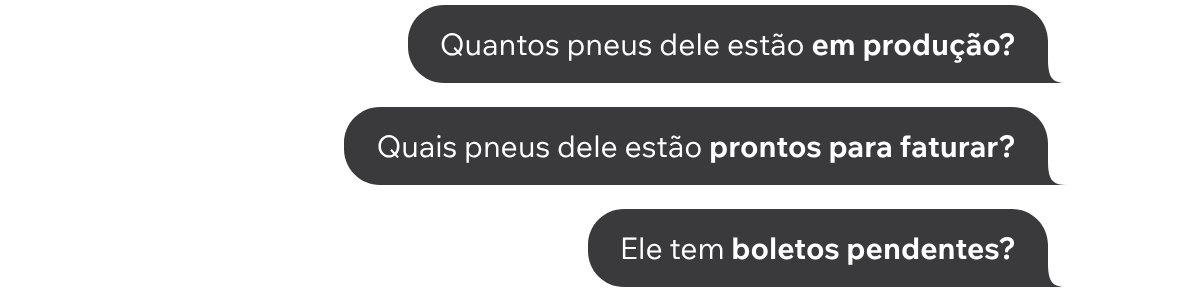 Quantos pneus dele estão em produção?
Quais pneus dele estão prontos para faturar?
Ele tem boletos pendentes?